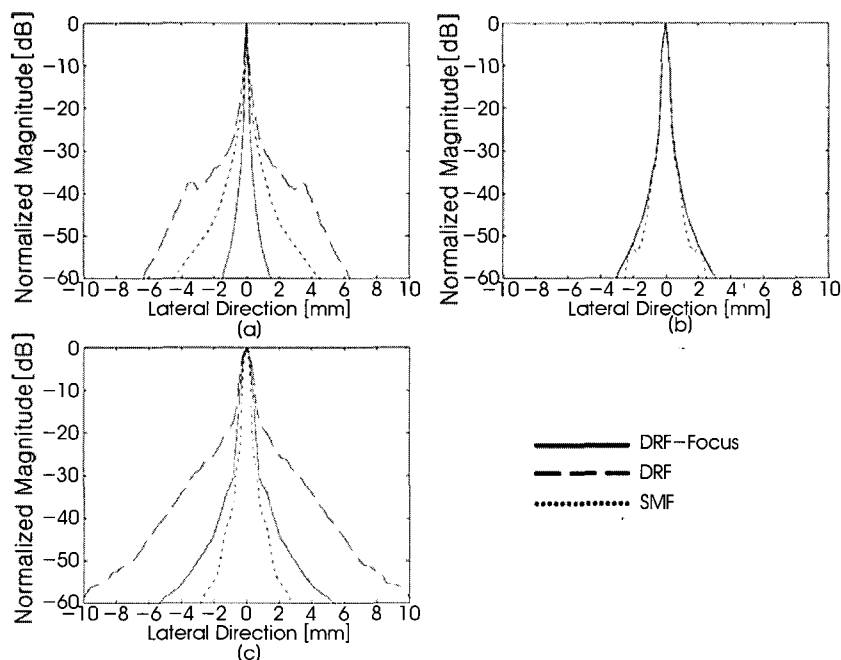 Normalized Magnitude [dB]
0
−10
−20
−30
−40
−50
−60
−10 −8 −6 −4 −2 0 2 4 6 8 10
Lateral Direction [mm]
(a)
Normalized Magnitude [dB]
0
−10
−20
−30
−40
−50
−60
−10 −8 −6 −4 −2 0 2 4 6 8 10
Lateral Direction [mm]
(b)
Normalized Magnitude [dB]
0
−10
−20
−30
−40
−50
−60
−10 −8 −6 −4 −2 0 2 4 6 8 10
Lateral Direction [mm]
(c)
DRF−Focus
DRF
SMF